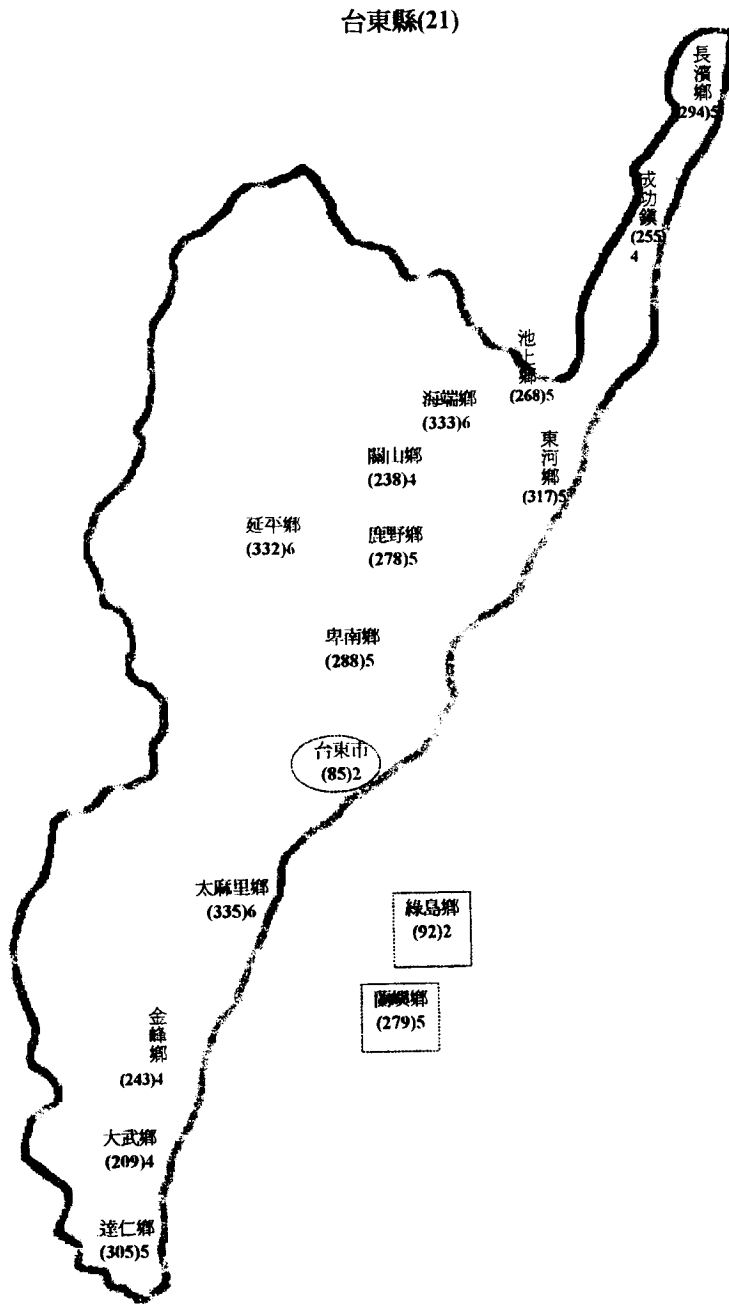 台東縣(21)
長濱鄉
(294)5
成功鎮
(255)
4
池上鄉
(268)5
海端鄉
(333)6
關山鄉
(238)4
東河鄉
(317)5
延平鄉
(332)6
鹿野鄉
(278)5
卑南鄉
(288)5
台東市
(85)2
太麻里鄉
(335)6
綠島鄉
(92)2
蘭嶼鄉
(279)5
金峰鄉
(243)4
大武鄉
(209)4
達仁鄉
(305)5